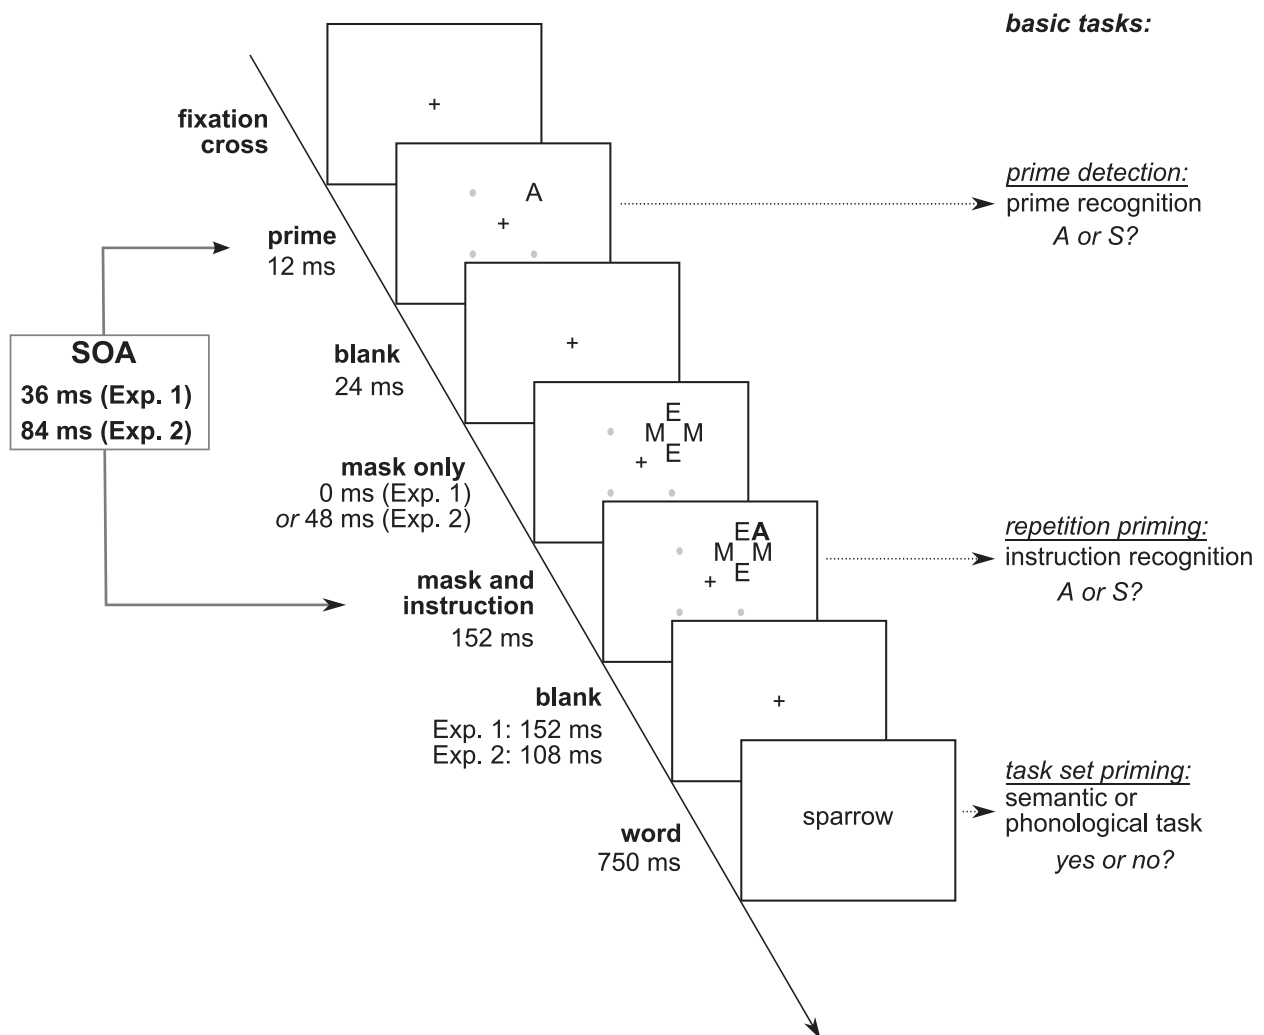 basic tasks:
+
fixation
cross
A
+
prime detection:
prime recognition
A or S?
prime
12 ms
SOA
36 ms (Exp. 1)
84 ms (Exp. 2)
+
blank
24 ms
E
M M
E
+
mask only
0 ms (Exp. 1)
or 48 ms (Exp. 2)
EA
M M
E
+
repetition priming:
instruction recognition
A or S?
mask and
instruction
152 ms
+
blank
Exp. 1: 152 ms
Exp. 2: 108 ms
sparrow
task set priming:
semantic or
phonological task
yes or no?
word
750 ms